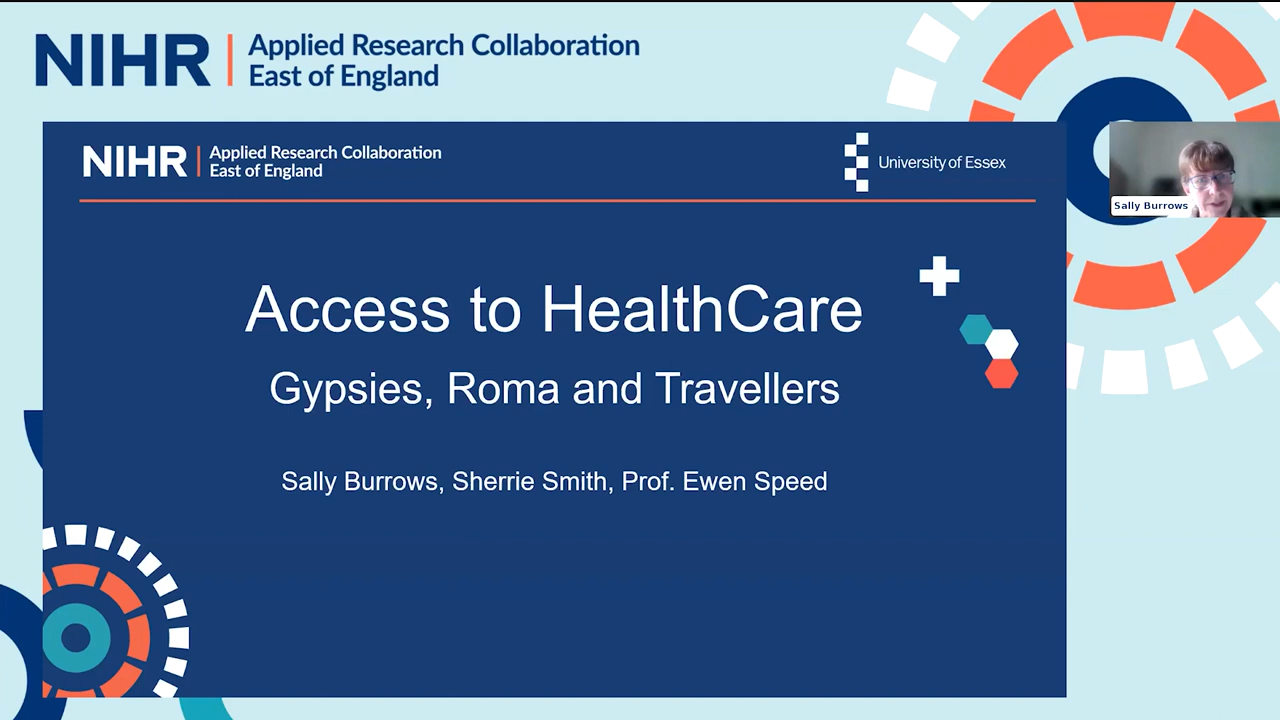 NIHR | Applied Research Collaboration
East of England
NIHR | Applied Research Collaboration
East of England
University of Essex
Sally Burrows
Access to HealthCare
Gypsies, Roma and Travellers
Sally Burrows, Sherrie Smith, Prof. Ewen Speed